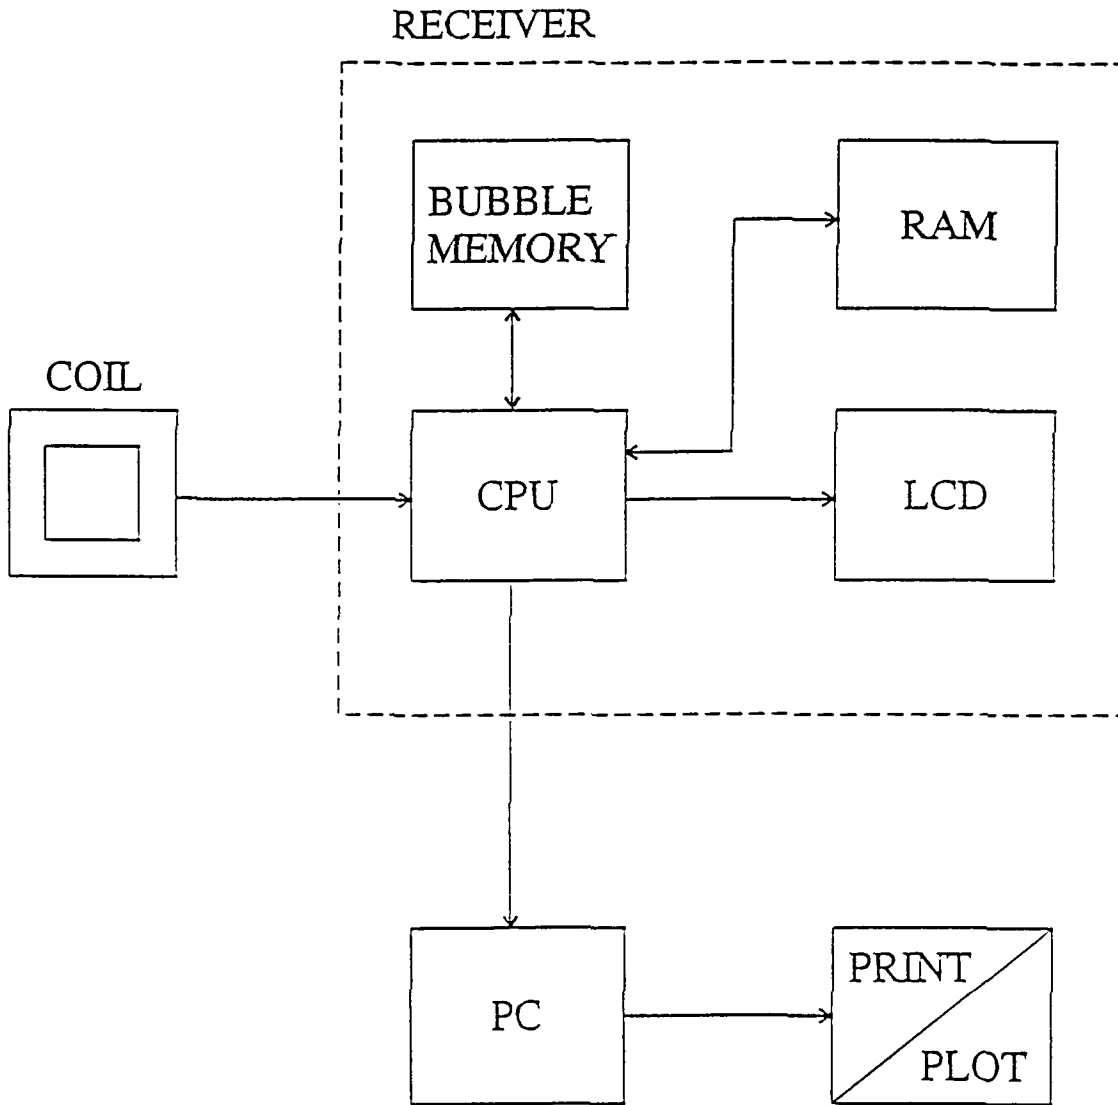 RECEIVER
BUBBLE
MEMORY
RAM
COIL
CPU
LCD
PC
PRINT
PLOT